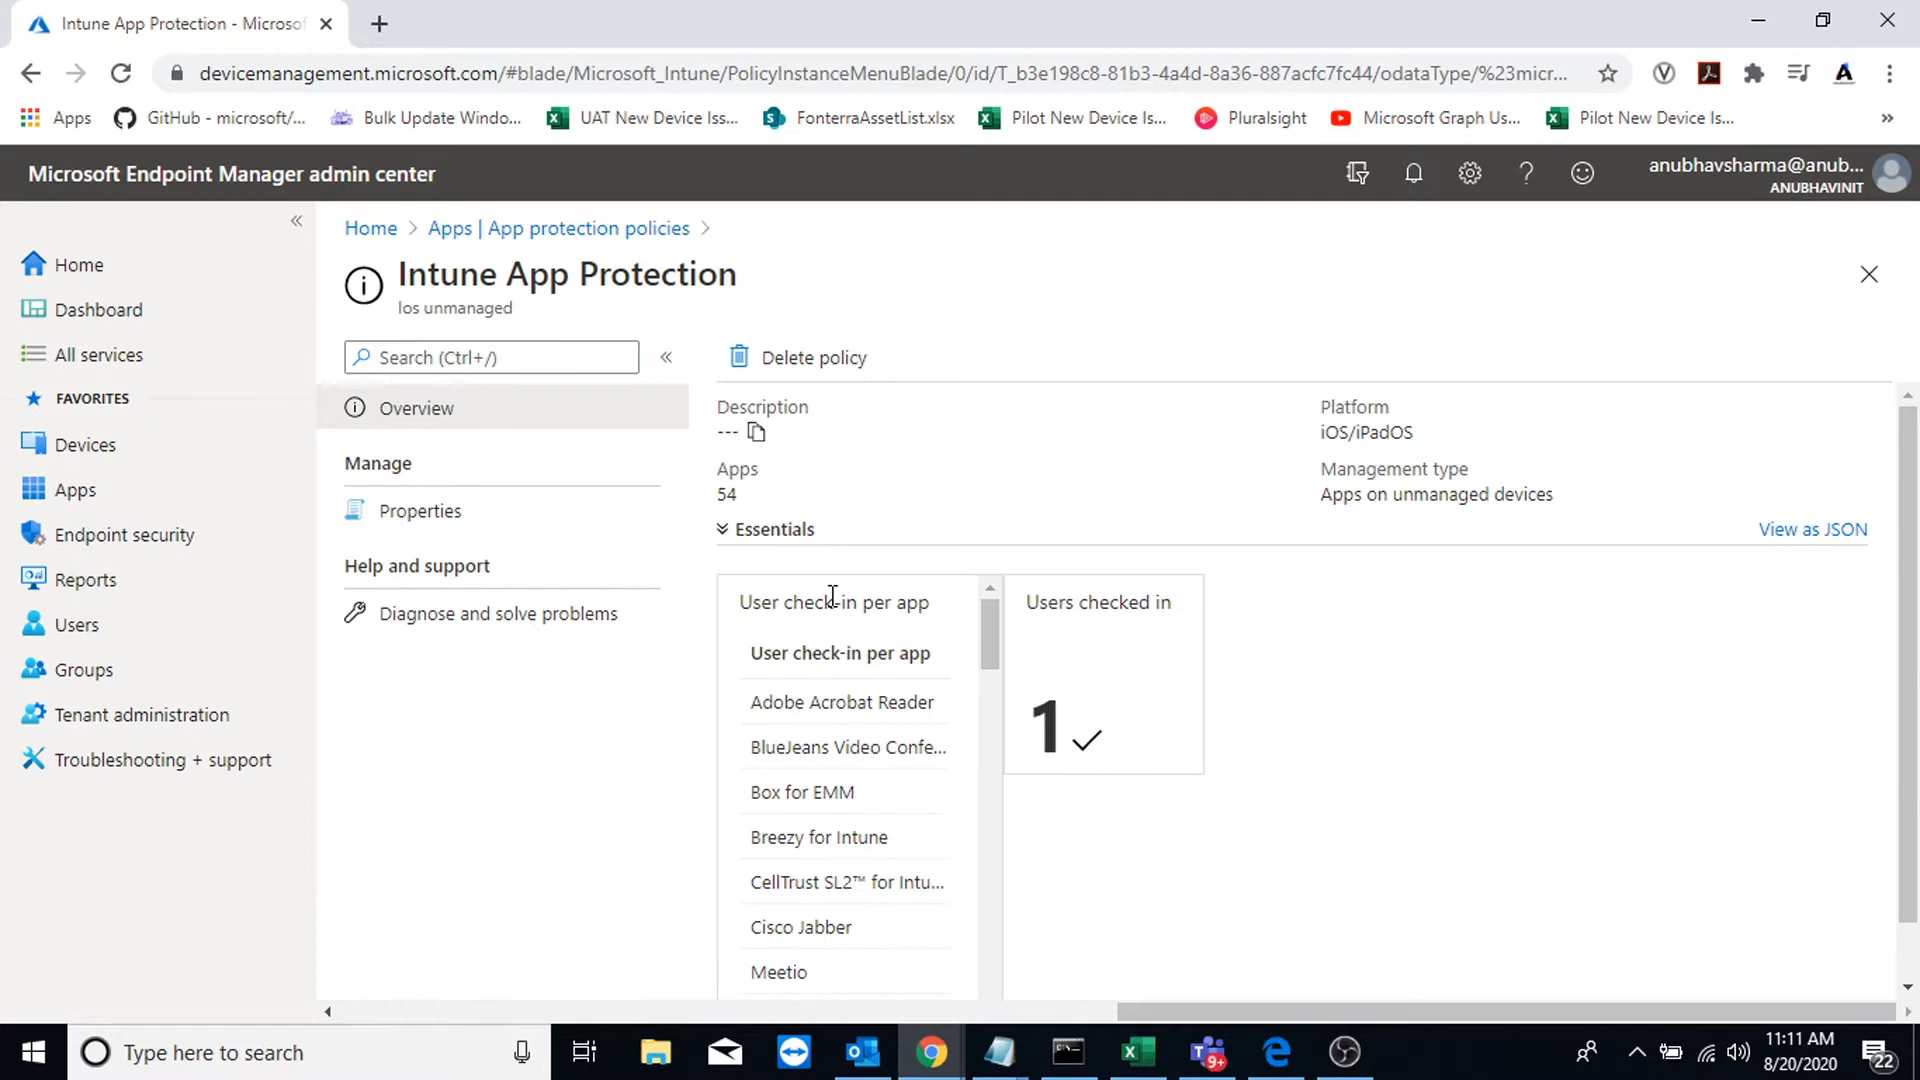 Intune App Protection - Microso
devicemanagement.microsoft.com/#blade/Microsoft_Intune/PolicyInstanceMenuBlade/0/id/T_b3e198c8-81b3-4a4d-8a36-887acfc7fc44/odataType/%23micr...
Apps
GitHub - microsoft/...
Bulk Update Windo...
UAT New Device Iss...
FonterraAssetList.xlsx
Pilot New Device Is...
Pluralsight
Microsoft Graph Us...
Pilot New Device Is...
»
Microsoft Endpoint Manager admin center
anubhavsharma@anub...
ANUBHAVINIT
Home
Dashboard
All services
FAVORITES
Devices
Apps
Endpoint security
Reports
Users
Groups
Tenant administration
Troubleshooting + support
Home > Apps | App protection policies >
Intune App Protection
Ios unmanaged
Search (Ctrl+/)
Overview
Manage
Properties
Help and support
Diagnose and solve problems
Delete policy
Description
---
Platform
iOS/iPadOS
Apps
54
Management type
Apps on unmanaged devices
Essentials
View as JSON
User check-in per app
User check-in per app
Adobe Acrobat Reader
BlueJeans Video Confe...
Box for EMM
Breezy for Intune
CellTrust SL2™ for Intu...
Cisco Jabber
Meetio
Users checked in
1
Type here to search
9+
11:11 AM
8/20/2020
22